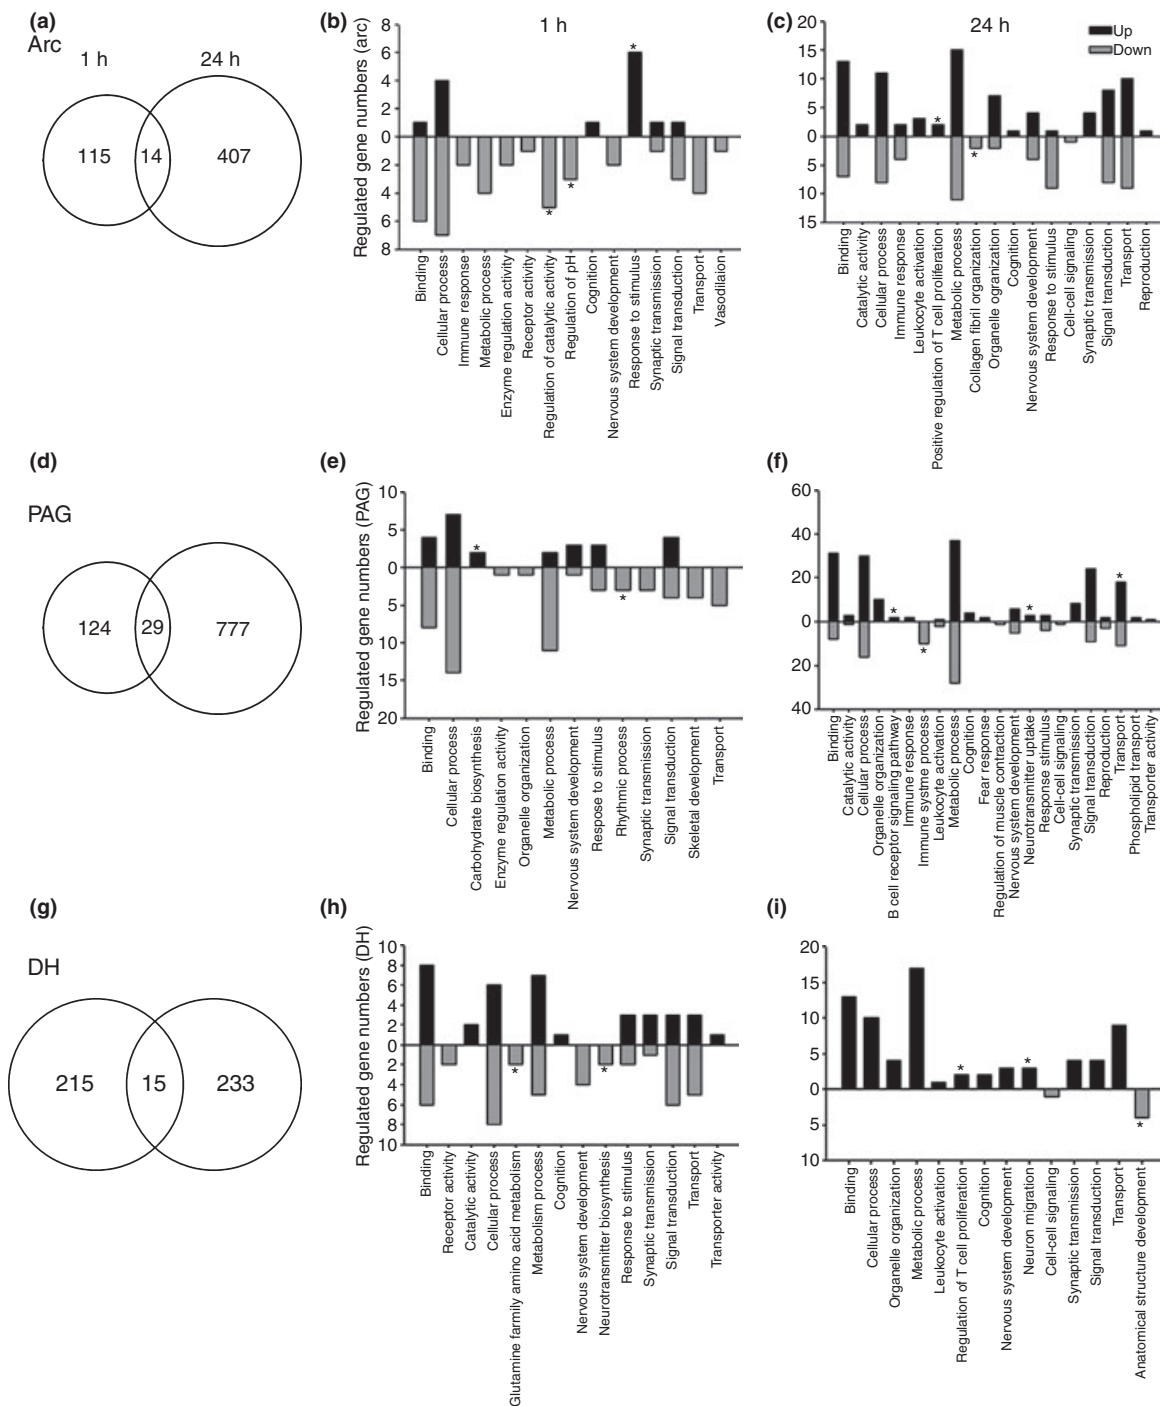 (a)
Arc
1 h
24 h
115
14
407
(b)
1 h
Regulated gene numbers (arc)
8
6
4
2
0
2
4
6
8
*
*
*
Binding
Cellular process
Immune response
Metabolic process
Enzyme regulation activity
Receptor activity
Regulation of catalytic activity
Regulation of pH
Cognition
Nervous system development
Response to stimulus
Synaptic transmission
Signal transduction
Transport
Vasodilaion
(c)
24 h
Up
Down
20
15
10
5
0
5
10
15
*
*
Binding
Catalytic activity
Cellular process
Immune response
Leukocyte activation
Positive regulation of T cell proliferation
Metabolic process
Collagen fibril organization
Organelle ogranization
Cognition
Nervous system development
Response to stimulus
Cell-cell signaling
Synaptic transmission
Signal transduction
Transport
Reproduction
(d)
PAG
124
29
777
(e)
Regulated gene numbers (PAG)
10
5
0
5
10
15
20
*
*
Binding
Cellular process
Carbohydrate biosynthesis
Enzyme regulation activity
Organelle organization
Metabolic process
Nervous system development
Respose to stimulus
Rhythmic process
Synaptic transmission
Signal transduction
Skeletal development
Transport
(f)
60
40
20
0
20
40
*
*
*
*
Binding
Catalytic activity
Cellular process
Organelle organization
B cell receptor signaling pathway
Immune response
Immune systme process
Leukocyte activation
Metabolic process
Cognition
Fear response
Regulation of muscle contraction
Nervous system development
Neurotransmitter uptake
Response stimulus
Cell-cell signaling
Synaptic transmission
Signal transduction
Reproduction
Transport
Phospholipid transport
Transporter activity
(g)
DH
215
15
233
(h)
Regulated gene numbers (DH)
10
8
6
4
2
0
2
4
6
8
10
*
*
Binding
Receptor activity
Catalytic activity
Cellular process
Glutamine farmily amino acid metabolism
Metabolism process
Cognition
Nervous system development
Neurotransmitter biosynthesis
Response to stimulus
Synaptic transmission
Signal transduction
Transport
Transporter activity
(i)
20
15
10
5
0
5
10
*
*
*
Binding
Cellular process
Organelle organization
Metabolic process
Leukocyte activation
Regulation of T cell proliferation
Cognition
Nervous system development
Neuron migration
Cell-cell signaling
Synaptic transmission
Signal transduction
Transport
Anatomical structure development